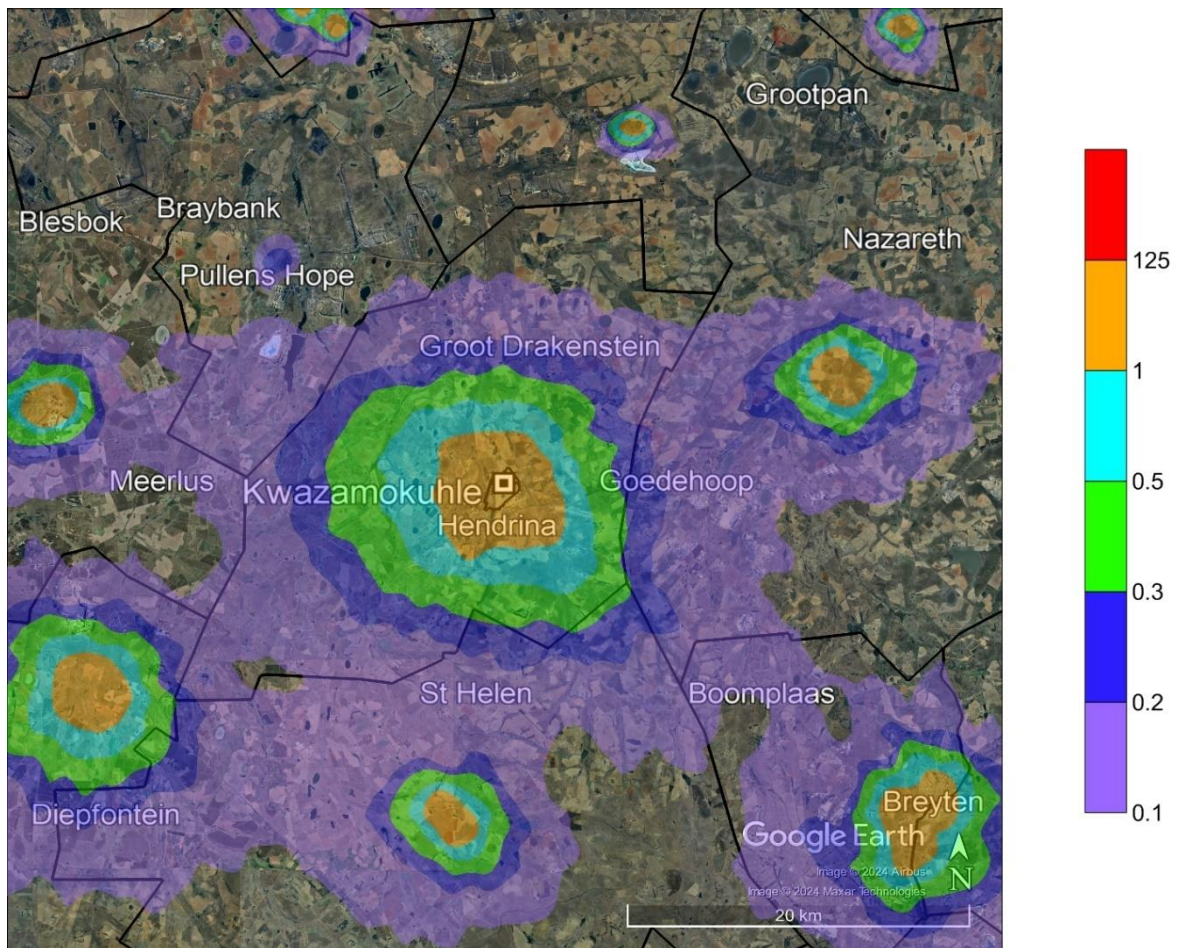 Grootpan
Blesbok
Braybank
Nazareth
Pullens Hope
Groot Drakenstein
Meerlus
Kwazamokuhle
Goedehoop
Hendrina
St Helen
Boomplaas
Diepfontein
Breyten
Google Earth
Image © 2024 Airbus
Image © 2024 Maxar Technologies
N
20 km
125
1
0.5
0.3
0.2
0.1